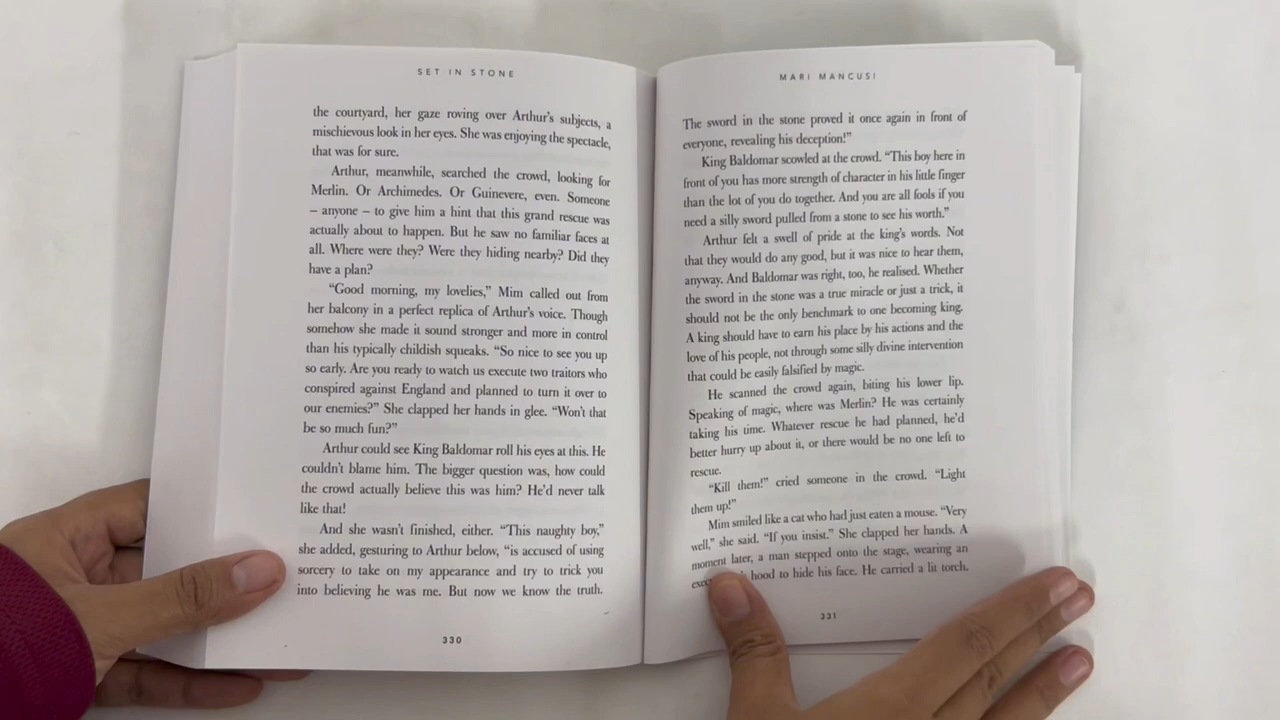 SET IN STONE
the courtyard, her gaze roving over Arthur's subjects, a
mischievous look in her eyes. She was enjoying the spectacle,
that was for sure.
Arthur, meanwhile, searched the crowd, looking for
Merlin. Or Archimedes. Or Guinevere, even. Someone
– anyone – to give him a hint that this grand rescue was
actually about to happen. But he saw no familiar faces at
all. Where were they? Were they hiding nearby? Did they
have a plan?
“Good morning, my lovelies,” Mim called out from
her balcony in a perfect replica of Arthur's voice. Though
somehow she made it sound stronger and more in control
than his typically childish squeaks. “So nice to see you up
so early. Are you ready to watch us execute two traitors who
conspired against England and planned to turn it over to
our enemies?” She clapped her hands in glee. “Won't that
be so much fun?”
Arthur could see King Baldomar roll his eyes at this. He
couldn't blame him. The bigger question was, how could
the crowd actually believe this was him? He'd never talk
like that!
And she wasn't finished, either. “This naughty boy,”
she added, gesturing to Arthur below, “is accused of using
sorcery to take on my appearance and try to trick you
into believing he was me. But now we know the truth.
330
MARI MANCUSI
The sword in the stone proved it once again in front of
everyone, revealing his deception!”
King Baldomar scowled at the crowd. “This boy here in
front of you has more strength of character in his little finger
than the lot of you do together. And you are all fools if you
need a silly sword pulled from a stone to see his worth.”
Arthur felt a swell of pride at the king's words. Not
that they would do any good, but it was nice to hear them,
anyway. And Baldomar was right, too, he realised. Whether
the sword in the stone was a true miracle or just a trick, it
should not be the only benchmark to one becoming king.
A king should have to earn his place by his actions and the
love of his people, not through some silly divine intervention
that could be easily falsified by magic.
He scanned the crowd again, biting his lower lip.
Speaking of magic, where was Merlin? He was certainly
taking his time. Whatever rescue he had planned, he'd
better hurry up about it, or there would be no one left to
rescue.
“Kill them!” cried someone in the crowd. “Light
them up!”
Mim smiled like a cat who had just eaten a mouse. “Very
well,” she said. “If you insist.” She clapped her hands. A
moment later, a man stepped onto the stage, wearing an
hood to hide his face. He carried a lit torch.
331